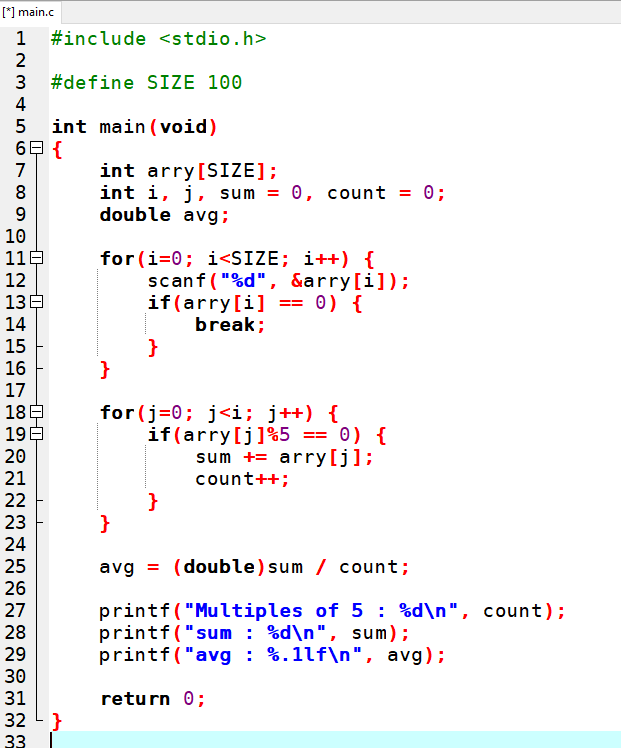 [*] main.c
1 #include <stdio.h>
2
3 #define SIZE 100
4
5 int main(void)
6 {
7     int arry[SIZE];
8     int i, j, sum = 0, count = 0;
9     double avg;
10
11     for(i=0; i<SIZE; i++) {
12         scanf("%d", &arry[i]);
13         if(arry[i] == 0) {
14             break;
15         }
16     }
17
18     for(j=0; j<i; j++) {
19         if(arry[j]%5 == 0) {
20             sum += arry[j];
21             count++;
22         }
23     }
24
25     avg = (double)sum / count;
26
27     printf("Multiples of 5 : %d\n", count);
28     printf("sum : %d\n", sum);
29     printf("avg : %.1lf\n", avg);
30
31     return 0;
32 }
33